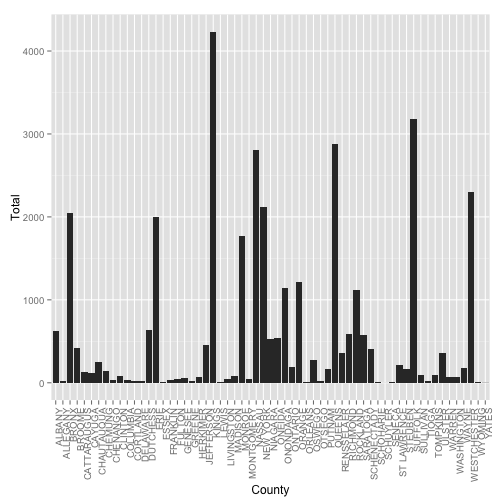 4000
3000
2000
1000
0
Total
ALBANY
ALLEGANY
BRONX
BROOME
CATTARAUGUS
CAYUGA
CHAUTAUQUA
CHEMUNG
CHENANGO
CLINTON
COLUMBIA
CORTLAND
DELAWARE
DUTCHESS
ERIE
ESSEX
FRANKLIN
FULTON
GENESEE
GREENE
HERKIMER
JEFFERSON
KINGS
LEWIS
LIVINGSTON
MADISON
MONROE
MONTGOMERY
NASSAU
NEW YORK
NIAGARA
ONEIDA
ONONDAGA
ONTARIO
ORANGE
ORLEANS
OSWEGO
OTSEGO
PUTNAM
QUEENS
RENSSELAER
RICHMOND
ROCKLAND
SARATOGA
SCHENECTADY
SCHOHARIE
SCHUYLER
SENECA
ST LAWRENCE
STEUBEN
SUFFOLK
SULLIVAN
TIOGA
TOMPKINS
ULSTER
WARREN
WASHINGTON
WAYNE
WESTCHESTER
WYOMING
YATES
County